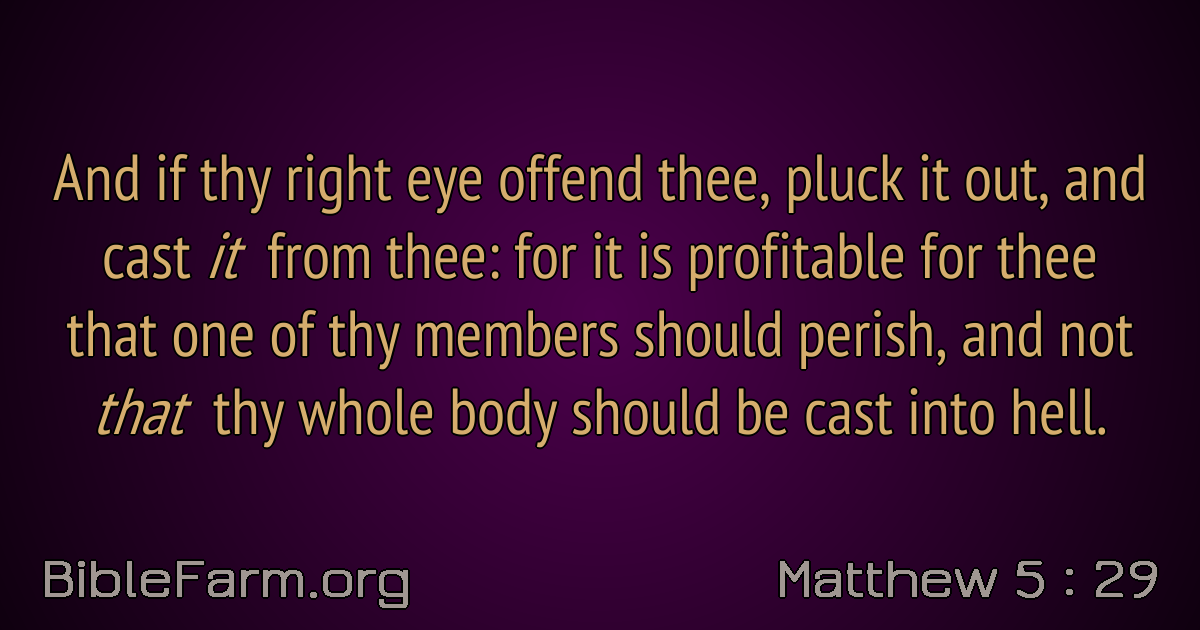 And if thy right eye offend thee, pluck it out, and
cast it from thee: for it is profitable for thee
that one of thy members should perish, and not
that thy whole body should be cast into hell.
BibleFarm.org
Matthew 5 : 29